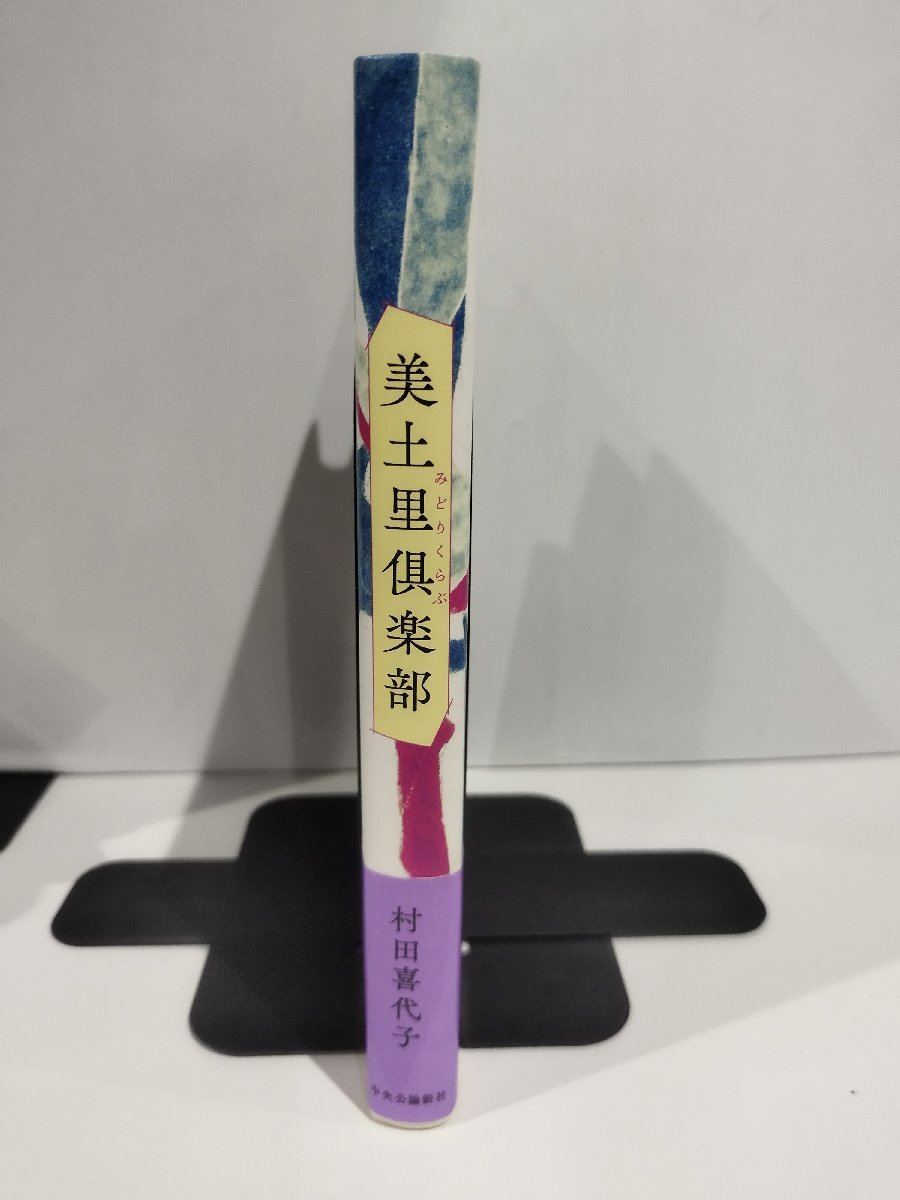 美土里倶楽部
みどりくらぶ
村田喜代子
中央公論新社